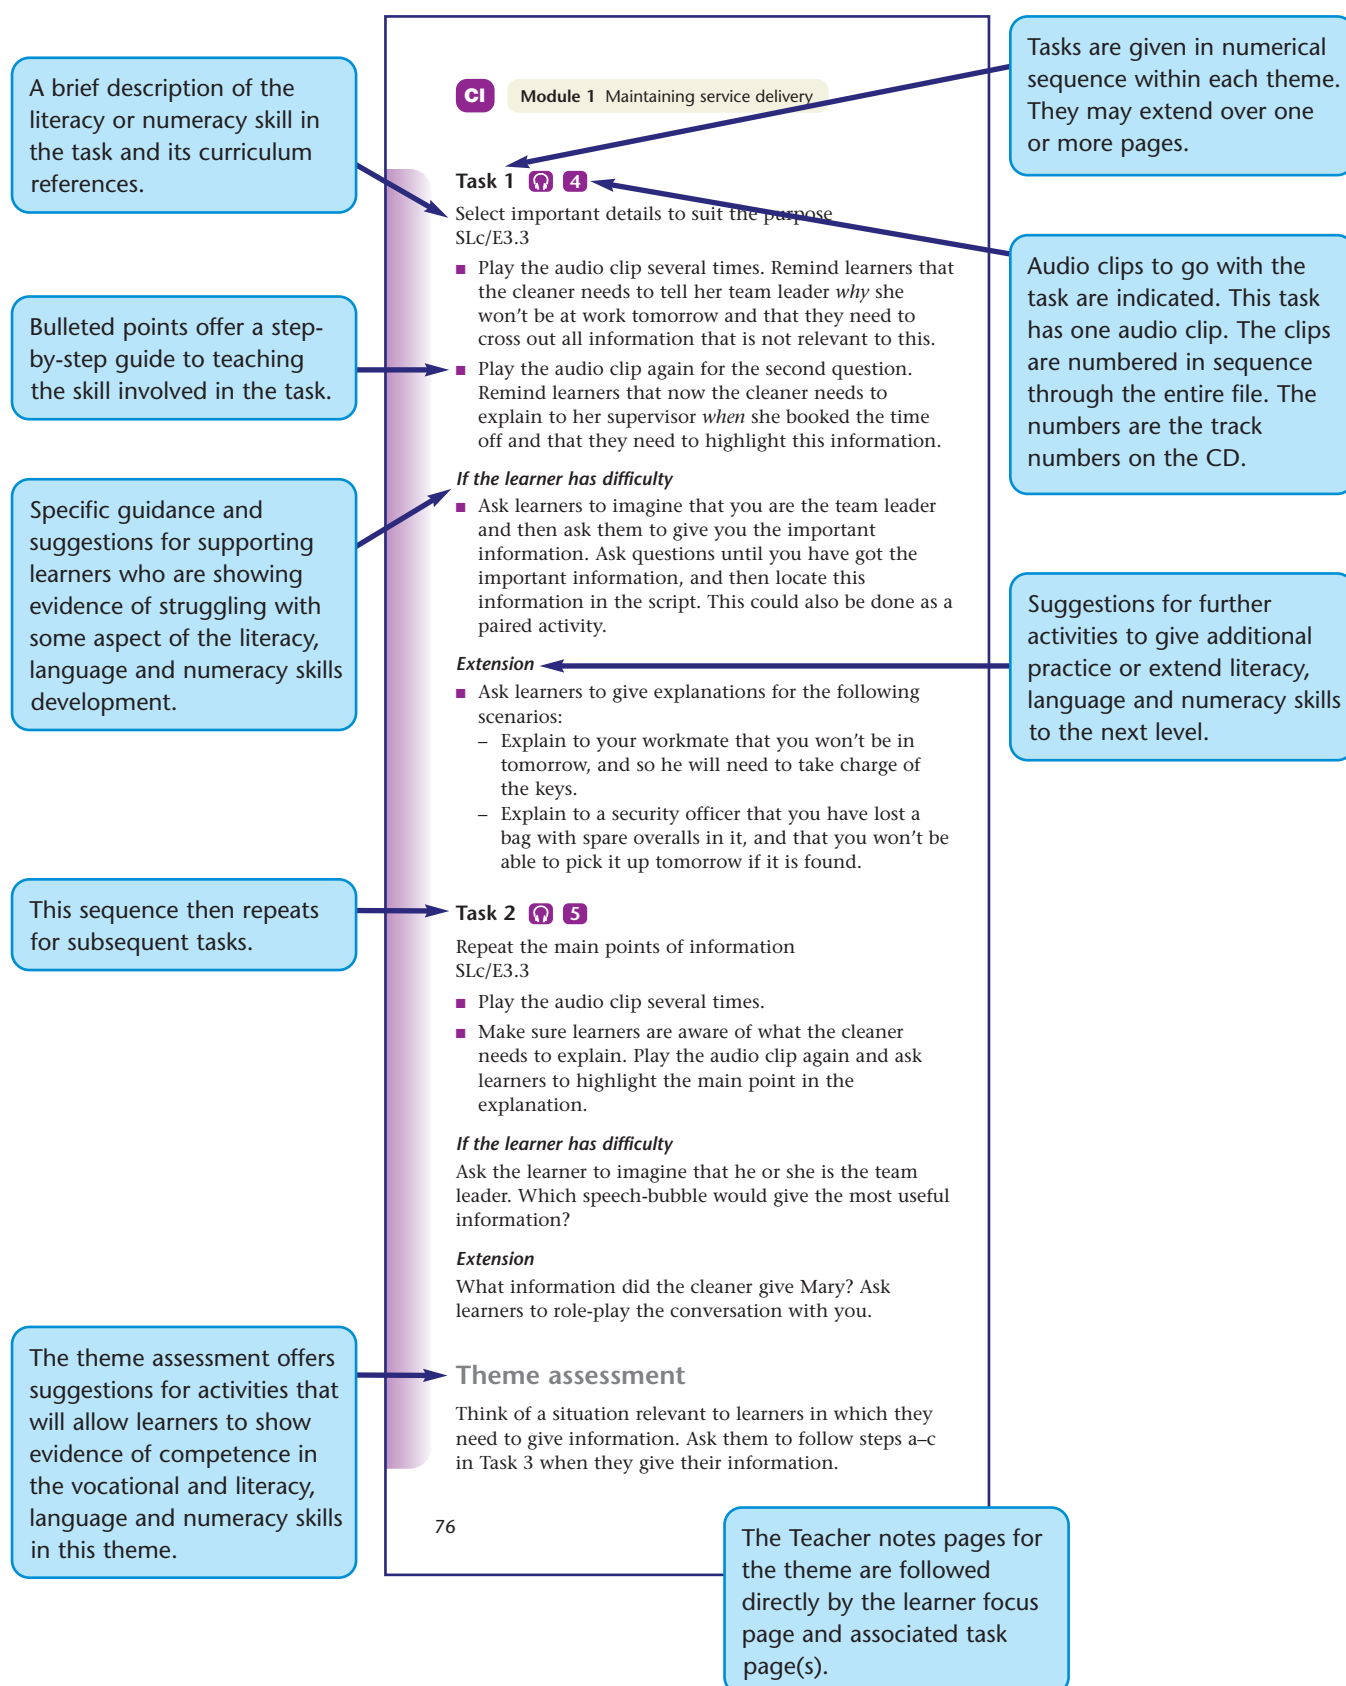 A brief description of the
literacy or numeracy skill in
the task and its curriculum
references.
Bulleted points offer a step-
by-step guide to teaching
the skill involved in the task.
Specific guidance and
suggestions for supporting
learners who are showing
evidence of struggling with
some aspect of the literacy,
language and numeracy skills
development.
This sequence then repeats
for subsequent tasks.
The theme assessment offers
suggestions for activities that
will allow learners to show
evidence of competence in
the vocational and literacy,
language and numeracy skills
in this theme.
CI Module 1 Maintaining service delivery
Task 1 4
Select important details to suit the purpose
SLc/E3.3
■ Play the audio clip several times. Remind learners that
the cleaner needs to tell her team leader why she
won’t be at work tomorrow and that they need to
cross out all information that is not relevant to this.
■ Play the audio clip again for the second question.
Remind learners that now the cleaner needs to
explain to her supervisor when she booked the time
off and that they need to highlight this information.
If the learner has difficulty
■ Ask learners to imagine that you are the team leader
and then ask them to give you the important
information. Ask questions until you have got the
important information, and then locate this
information in the script. This could also be done as a
paired activity.
Extension
■ Ask learners to give explanations for the following
scenarios:
– Explain to your workmate that you won’t be in
tomorrow, and so he will need to take charge of
the keys.
– Explain to a security officer that you have lost a
bag with spare overalls in it, and that you won’t be
able to pick it up tomorrow if it is found.
Task 2 5
Repeat the main points of information
SLc/E3.3
■ Play the audio clip several times.
■ Make sure learners are aware of what the cleaner
needs to explain. Play the audio clip again and ask
learners to highlight the main point in the
explanation.
If the learner has difficulty
Ask the learner to imagine that he or she is the team
leader. Which speech-bubble would give the most useful
information?
Extension
What information did the cleaner give Mary? Ask
learners to role-play the conversation with you.
Theme assessment
Think of a situation relevant to learners in which they
need to give information. Ask them to follow steps a–c
in Task 3 when they give their information.
76
Tasks are given in numerical
sequence within each theme.
They may extend over one
or more pages.
Audio clips to go with the
task are indicated. This task
has one audio clip. The clips
are numbered in sequence
through the entire file. The
numbers are the track
numbers on the CD.
Suggestions for further
activities to give additional
practice or extend literacy,
language and numeracy skills
to the next level.
The Teacher notes pages for
the theme are followed
directly by the learner focus
page and associated task
page(s).